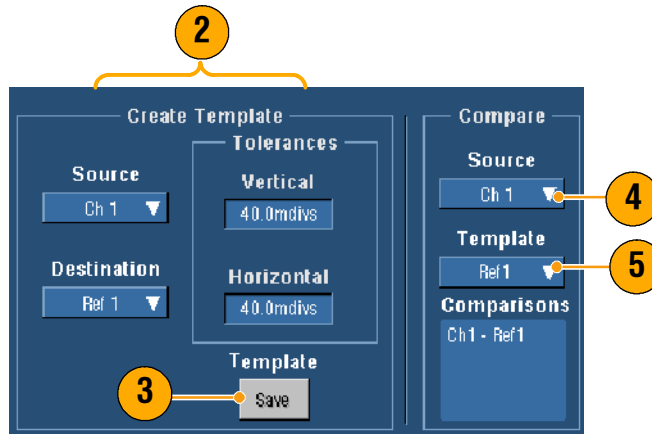 2
Create Template
Tolerances
Source
Ch 1
Vertical
40.0mdivs
Destination
Ref 1
Horizontal
40.0mdivs
Template
3
Save
Compare
Source
Ch 1
4
Template
Ref1
5
Comparisons
Ch1 - Ref1